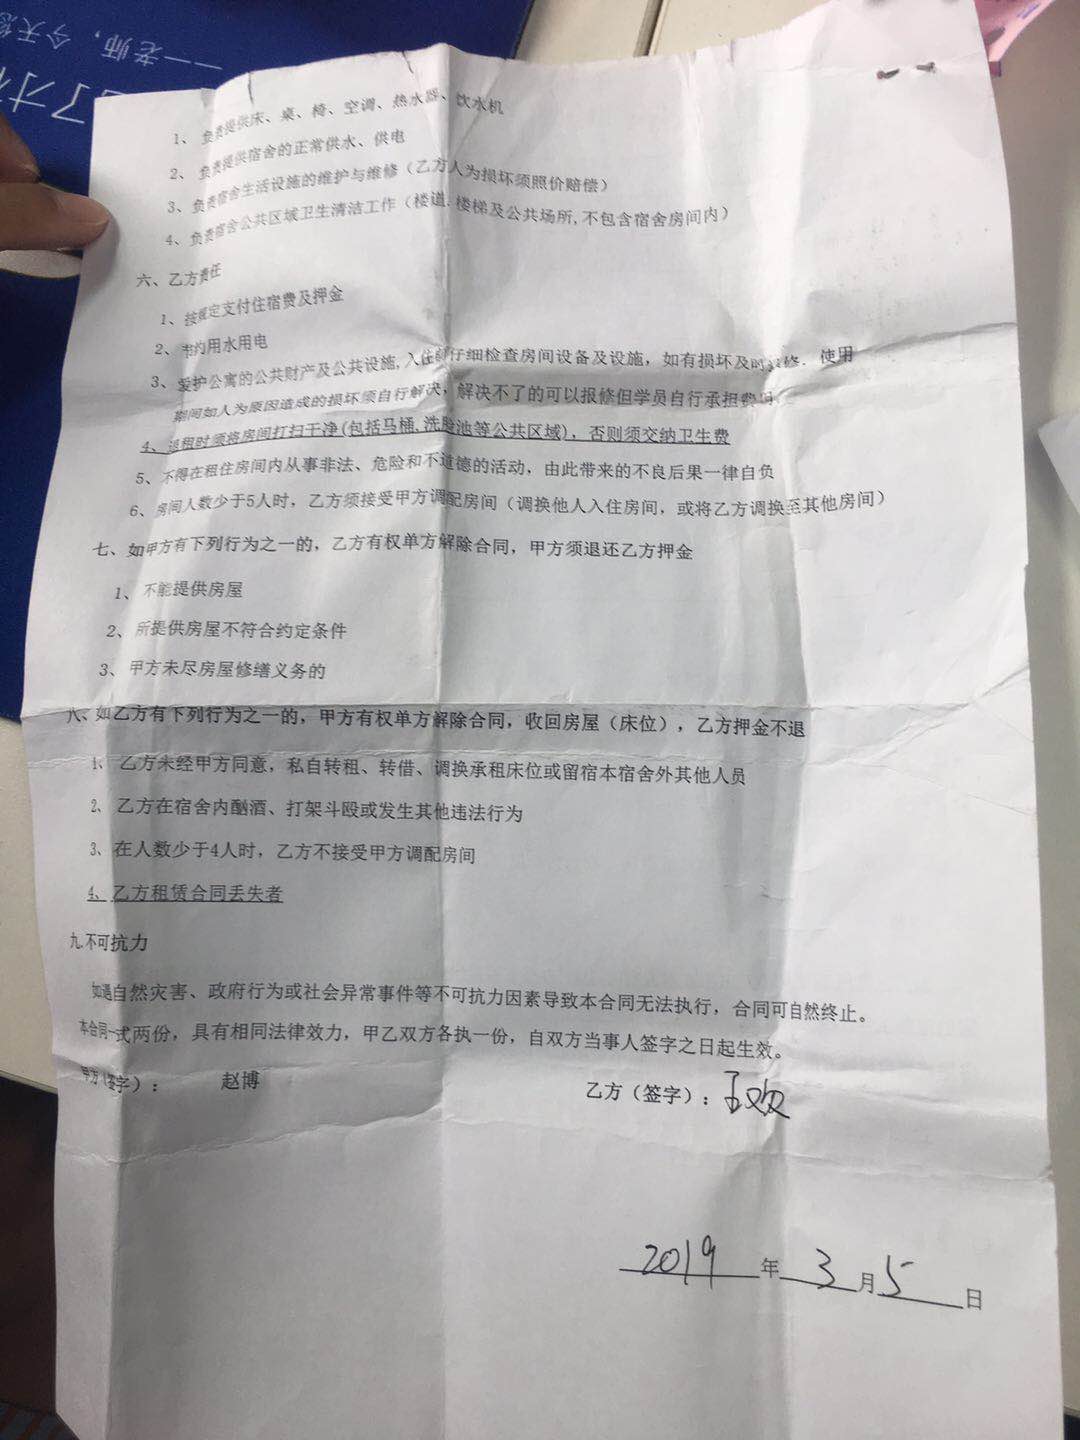 ——老师，今天您
了才
1、负责提供床、桌、椅、空调、热水器、饮水机
2、负责提供宿舍的正常供水、供电
3、负责宿舍生活设施的维护与维修（乙方人为损坏须照价赔偿）
4、负责宿舍公共区域卫生清洁工作（楼道.楼梯及公共场所,不包含宿舍房间内）
六、乙方责任
1、按规定支付住宿费及押金
2、节约用水用电
3、爱护公寓的公共财产及公共设施,入住前仔细检查房间设备及设施，如有损坏及时报修．使用
期间如人为原因造成的损坏须自行解决，解决不了的可以报修但学员自行承担费用
4、退租时须将房间打扫干净(包括马桶,洗脸池等公共区域)，否则须交纳卫生费
5、不得在租住房间内从事非法、危险和不道德的活动，由此带来的不良后果一律自负
6、房间人数少于5人时，乙方须接受甲方调配房间（调换他人入住房间，或将乙方调换至其他房间）
七、如甲方有下列行为之一的，乙方有权单方解除合同，甲方须退还乙方押金
1、不能提供房屋
2、所提供房屋不符合约定条件
3、甲方未尽房屋修缮义务的
八、如乙方有下列行为之一的，甲方有权单方解除合同，收回房屋（床位），乙方押金不退
1、乙方未经甲方同意，私自转租、转借、调换承租床位或留宿本宿舍外其他人员
2、乙方在宿舍内酗酒、打架斗殴或发生其他违法行为
3、在人数少于4人时，乙方不接受甲方调配房间
4、乙方租赁合同丢失者
九.不可抗力
如遇自然灾害、政府行为或社会异常事件等不可抗力因素导致本合同无法执行，合同可自然终止。
本合同一式两份，具有相同法律效力，甲乙双方各执一份，自双方当事人签字之日起生效。
甲方（签字）： 赵博 乙方（签字）：孟欢
2019年3月5日